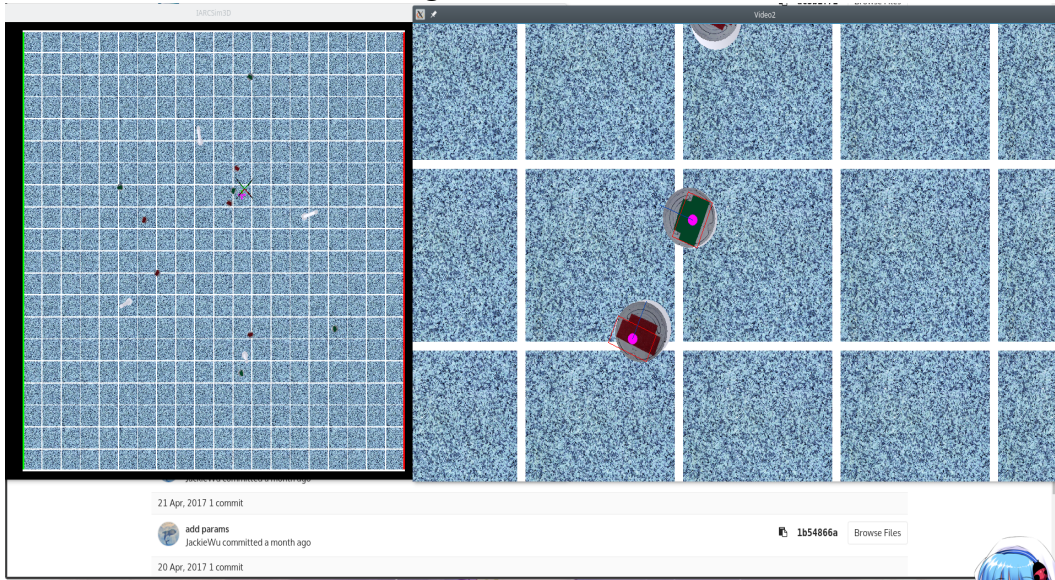 IARCSim3D
Video2
Browse Files
JackieWu committed a month ago
21 Apr, 2017 1 commit
add params
JackieWu committed a month ago
1b54866a
Browse Files
20 Apr, 2017 1 commit